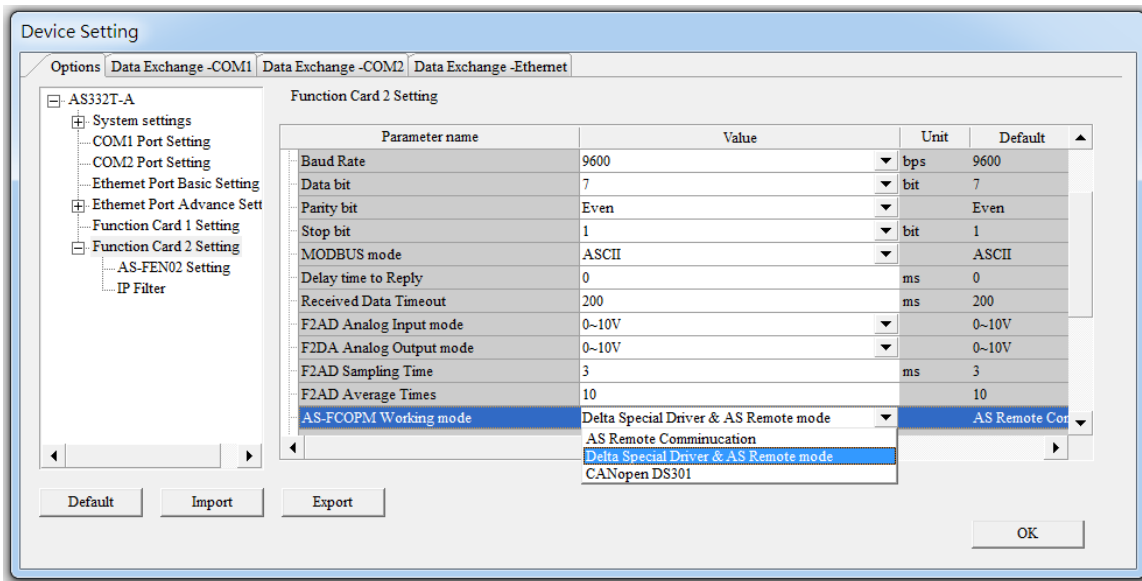 Device Setting
Options Data Exchange -COM1 Data Exchange -COM2 Data Exchange -Ethernet
AS332T-A
System settings
COM1 Port Setting
COM2 Port Setting
Ethernet Port Basic Setting
Ethernet Port Advance Sett
Function Card 1 Setting
Function Card 2 Setting
AS-FEN02 Setting
IP Filter
Function Card 2 Setting
Parameter name Value Unit Default
Baud Rate 9600 bps 9600
Data bit 7 bit 7
Parity bit Even Even
Stop bit 1 bit 1
MODBUS mode ASCII ASCII
Delay time to Reply 0 ms 0
Received Data Timeout 200 ms 200
F2AD Analog Input mode 0~10V 0~10V
F2DA Analog Output mode 0~10V 0~10V
F2AD Sampling Time 3 ms 3
F2AD Average Times 10 10
AS-FCOPM Working mode Delta Special Driver & AS Remote mode AS Remote Cor
AS Remote Comminucation
Delta Special Driver & AS Remote mode
CANopen DS301
Default Import Export
OK